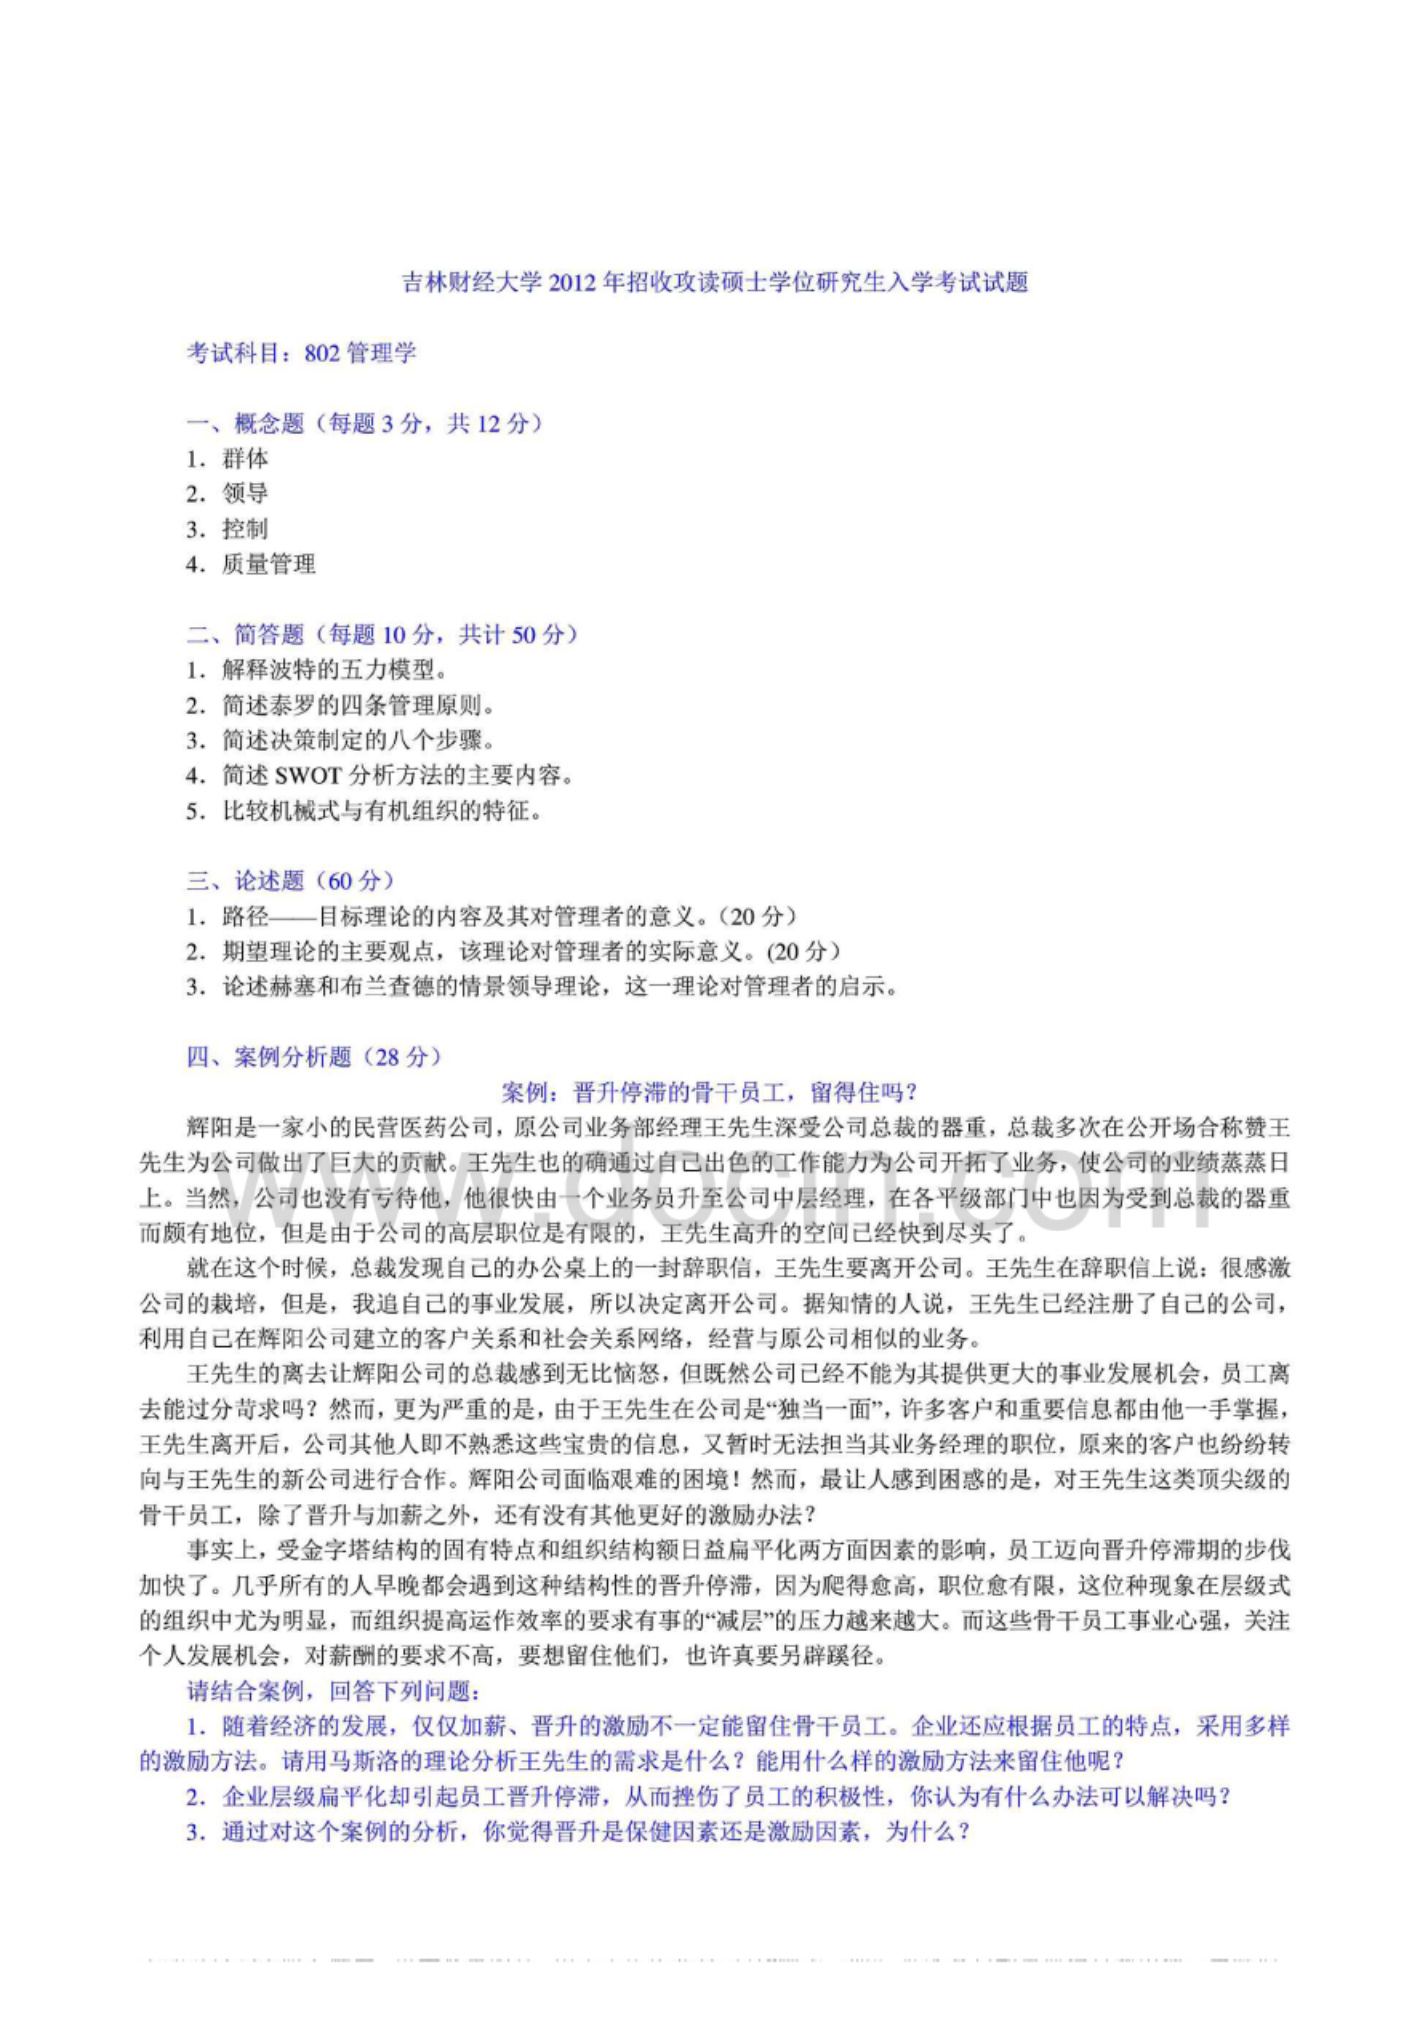 吉林财经大学 2012 年招收攻读硕士学位研究生入学考试试题
考试科目：802 管理学
一、概念题（每题 3 分，共 12 分）
1．群体
2．领导
3．控制
4．质量管理
二、简答题（每题 10 分，共计 50 分）
1．解释波特的五力模型。
2．简述泰罗的四条管理原则。
3．简述决策制定的八个步骤。
4．简述 SWOT 分析方法的主要内容。
5．比较机械式与有机组织的特征。
三、论述题（60 分）
1．路径——目标理论的内容及其对管理者的意义。（20 分）
2．期望理论的主要观点，该理论对管理者的实际意义。(20 分）
3．论述赫塞和布兰查德的情景领导理论，这一理论对管理者的启示。
四、案例分析题（28 分）
案例：晋升停滞的骨干员工，留得住吗？
辉阳是一家小的民营医药公司，原公司业务部经理王先生深受公司总裁的器重，总裁多次在公开场合称赞王
先生为公司做出了巨大的贡献。王先生也的确通过自己出色的工作能力为公司开拓了业务，使公司的业绩蒸蒸日
上。当然，公司也没有亏待他，他很快由一个业务员升至公司中层经理，在各平级部门中也因为受到总裁的器重
而颇有地位，但是由于公司的高层职位是有限的，王先生高升的空间已经快到尽头了。
就在这个时候，总裁发现自己的办公桌上的一封辞职信，王先生要离开公司。王先生在辞职信上说：很感激
公司的栽培，但是，我追自己的事业发展，所以决定离开公司。据知情的人说，王先生已经注册了自己的公司，
利用自己在辉阳公司建立的客户关系和社会关系网络，经营与原公司相似的业务。
王先生的离去让辉阳公司的总裁感到无比恼怒，但既然公司已经不能为其提供更大的事业发展机会，员工离
去能过分苛求吗？然而，更为严重的是，由于王先生在公司是“独当一面”，许多客户和重要信息都由他一手掌握，
王先生离开后，公司其他人即不熟悉这些宝贵的信息，又暂时无法担当其业务经理的职位，原来的客户也纷纷转
向与王先生的新公司进行合作。辉阳公司面临艰难的困境！然而，最让人感到困惑的是，对王先生这类顶尖级的
骨干员工，除了晋升与加薪之外，还有没有其他更好的激励办法？
事实上，受金字塔结构的固有特点和组织结构额日益扁平化两方面因素的影响，员工迈向晋升停滞期的步伐
加快了。几乎所有的人早晚都会遇到这种结构性的晋升停滞，因为爬得愈高，职位愈有限，这位种现象在层级式
的组织中尤为明显，而组织提高运作效率的要求有事的“减层”的压力越来越大。而这些骨干员工事业心强，关注
个人发展机会，对薪酬的要求不高，要想留住他们，也许真要另辟蹊径。
请结合案例，回答下列问题：
1．随着经济的发展，仅仅加薪、晋升的激励不一定能留住骨干员工。企业还应根据员工的特点，采用多样
的激励方法。请用马斯洛的理论分析王先生的需求是什么？能用什么样的激励方法来留住他呢？
2．企业层级扁平化却引起员工晋升停滞，从而挫伤了员工的积极性，你认为有什么办法可以解决吗？
3．通过对这个案例的分析，你觉得晋升是保健因素还是激励因素，为什么？
www.docin.com